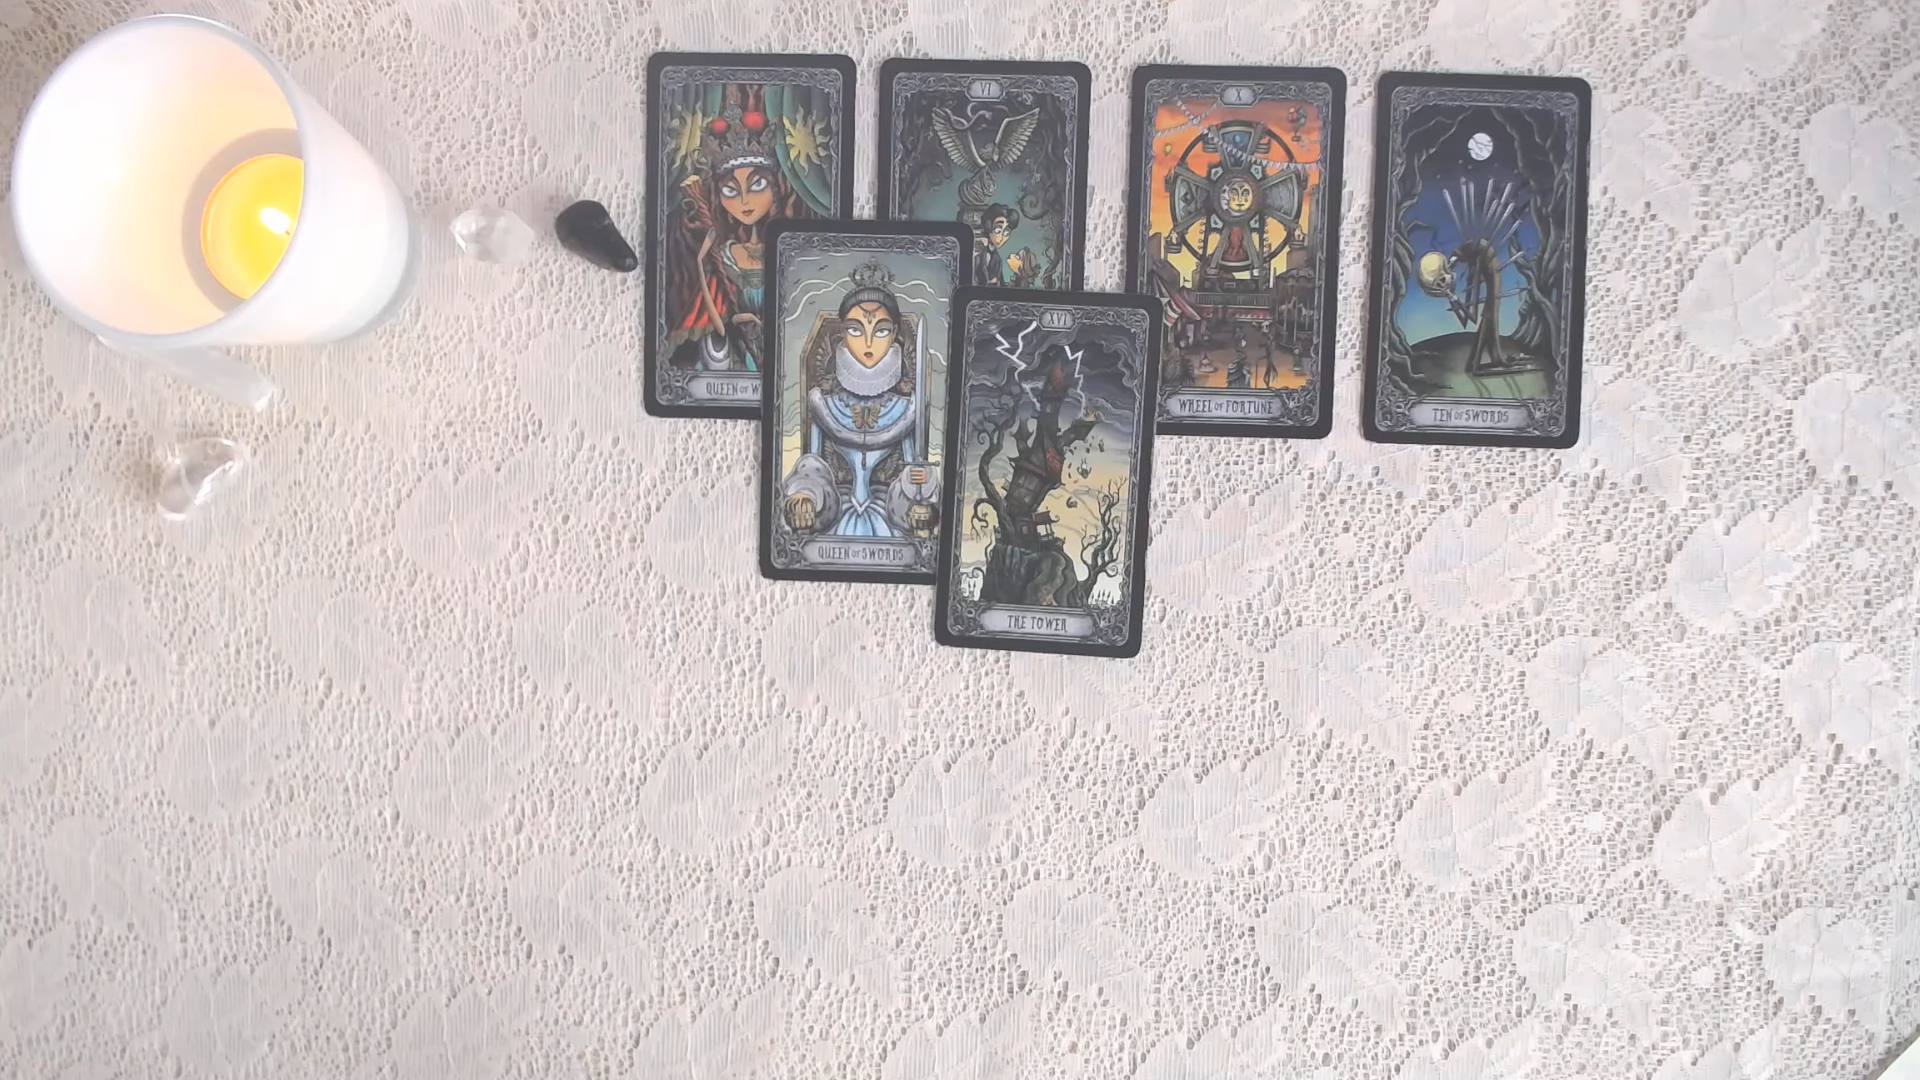 VI
X
XVI
QUEEN OF W
WHEEL OF FORTUNE
TEN OF SWORDS
QUEEN OF SWORDS
THE TOWER